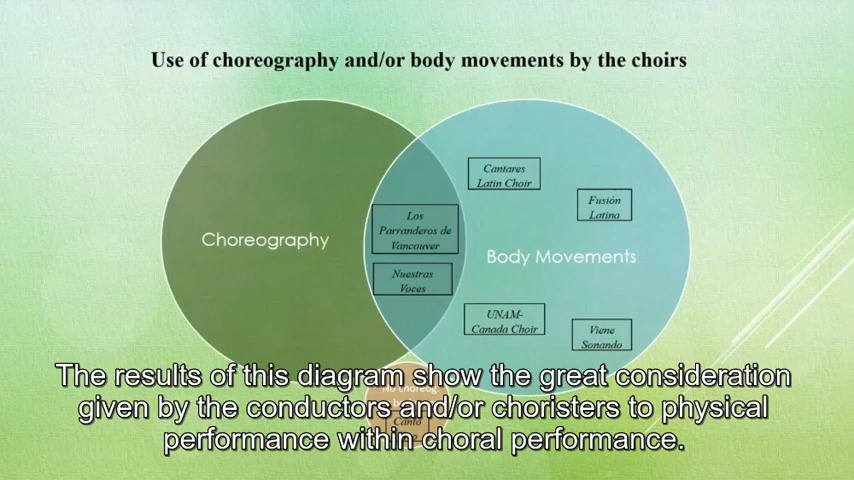 Use of choreography and/or body movements by the choirs
Cantares
Latin Choir
Fusión
Latina
Los
Parranderos de
Vancouver
Choreography
Body Movements
Nuestras
Voces
UNAM-
Canada Choir
Viene
Sonando
No choreog
Canto
The results of this diagram show the great consideration
given by the conductors and/or choristers to physical
performance within choral performance.